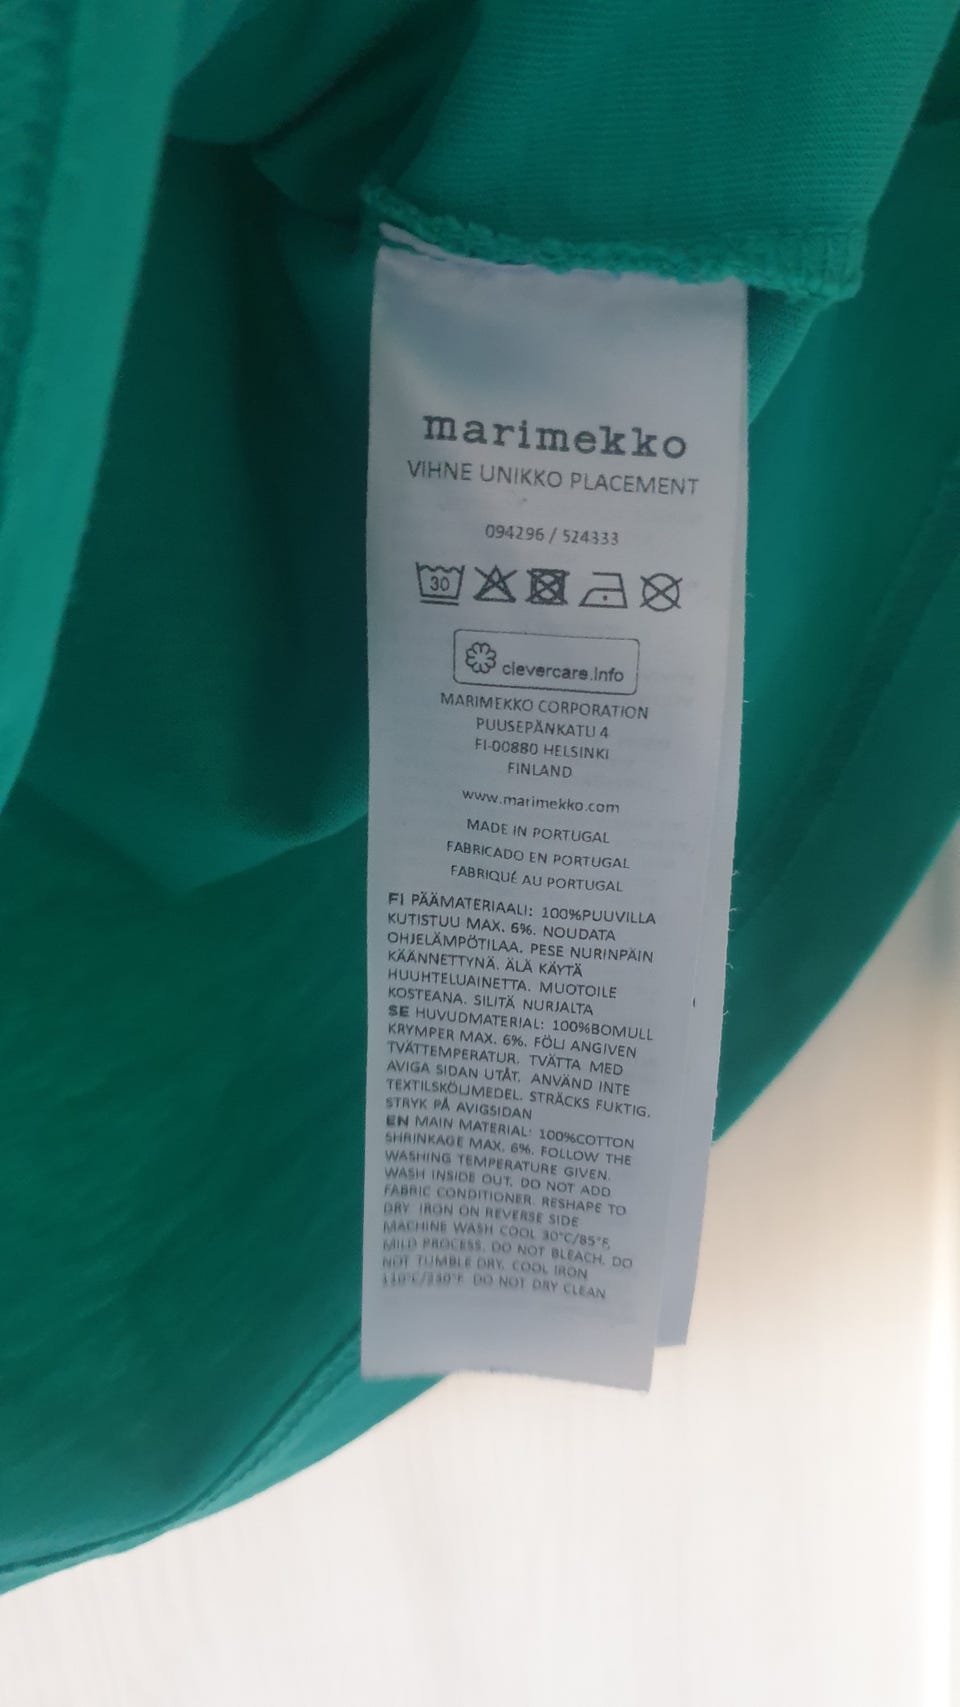 marimekko
VIHNE UNIKKO PLACEMENT
094296 / 524333
30
clevercare.info
MARIMEKKO CORPORATION
PUUSEPÄNKATU 4
FI-00880 HELSINKI
FINLAND
www.marimekko.com
MADE IN PORTUGAL
FABRICADO EN PORTUGAL
FABRIQUÉ AU PORTUGAL
FI PÄÄMATERIAALI: 100%PUUVILLA
KUTISTUU MAX. 6%. NOUDATA
OHJELÄMPÖTILAA. PESE NURINPÄIN
KÄÄNNETTYNÄ. ÄLÄ KÄYTÄ
HUUHTELUAINETTA. MUOTOILE
KOSTEANA. SILITÄ NURJALTA
SE HUVUDMATERIAL: 100%BOMULL
KRYMPER MAX. 6%. FÖLJ ANGIVEN
TVÄTTEMPERATUR. TVÄTTA MED
AVIGA SIDAN UTÅT. ANVÄND INTE
TEXTILSKÖLJMEDEL. STRÄCKS FUKTIG.
STRYK PÅ AVIGSIDAN
EN MAIN MATERIAL: 100%COTTON
SHRINKAGE MAX. 6%. FOLLOW THE
WASHING TEMPERATURE GIVEN.
WASH INSIDE OUT. DO NOT ADD
FABRIC CONDITIONER. RESHAPE TO
DRY. IRON ON REVERSE SIDE
MACHINE WASH COOL 30°C/85°F,
MILD PROCESS. DO NOT BLEACH. DO
NOT TUMBLE DRY. COOL IRON
110°C/230°F. DO NOT DRY CLEAN